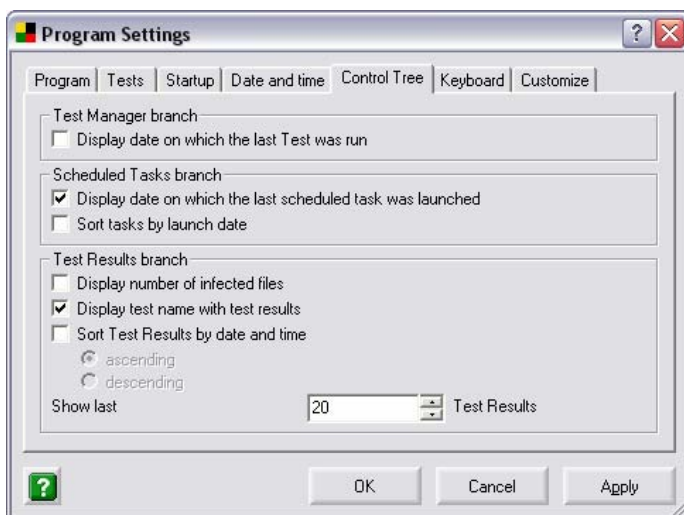 Program Settings
?
Program Tests Startup Date and time Control Tree Keyboard Customize
Test Manager branch
Display date on which the last Test was run
Scheduled Tasks branch
Display date on which the last scheduled task was launched
Sort tasks by launch date
Test Results branch
Display number of infected files
Display test name with test results
Sort Test Results by date and time
ascending
descending
Show last 20 Test Results
? OK Cancel Apply